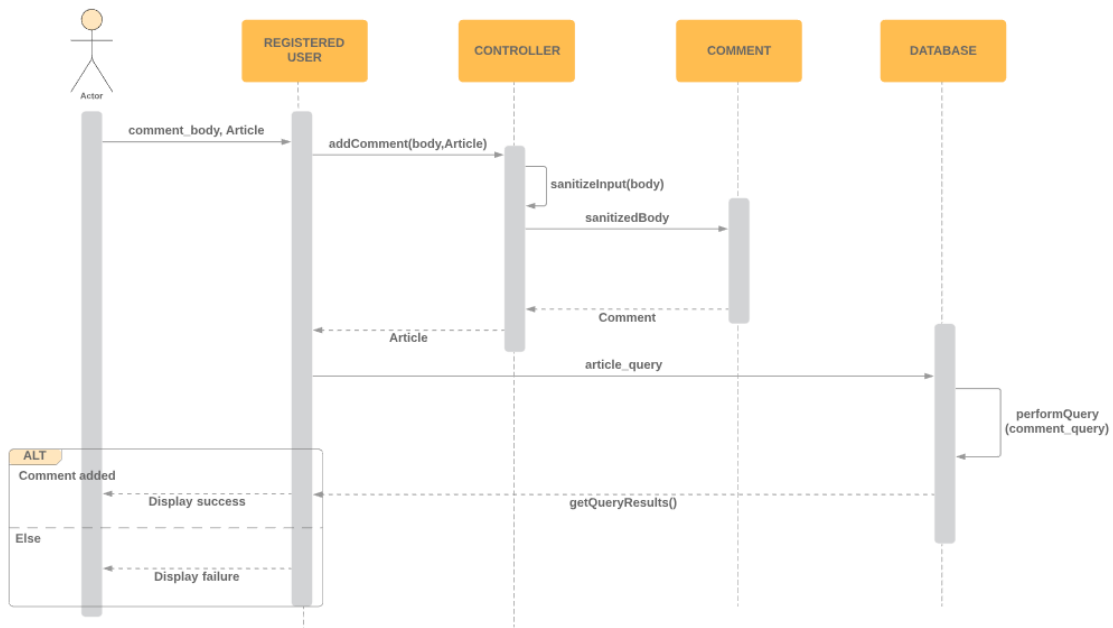 REGISTERED
USER
CONTROLLER
COMMENT
DATABASE
Actor
comment_body, Article
addComment(body,Article)
sanitizeInput(body)
sanitizedBody
Comment
Article
article_query
performQuery
(comment_query)
ALT
Comment added
Display success
getQueryResults()
Else
Display failure